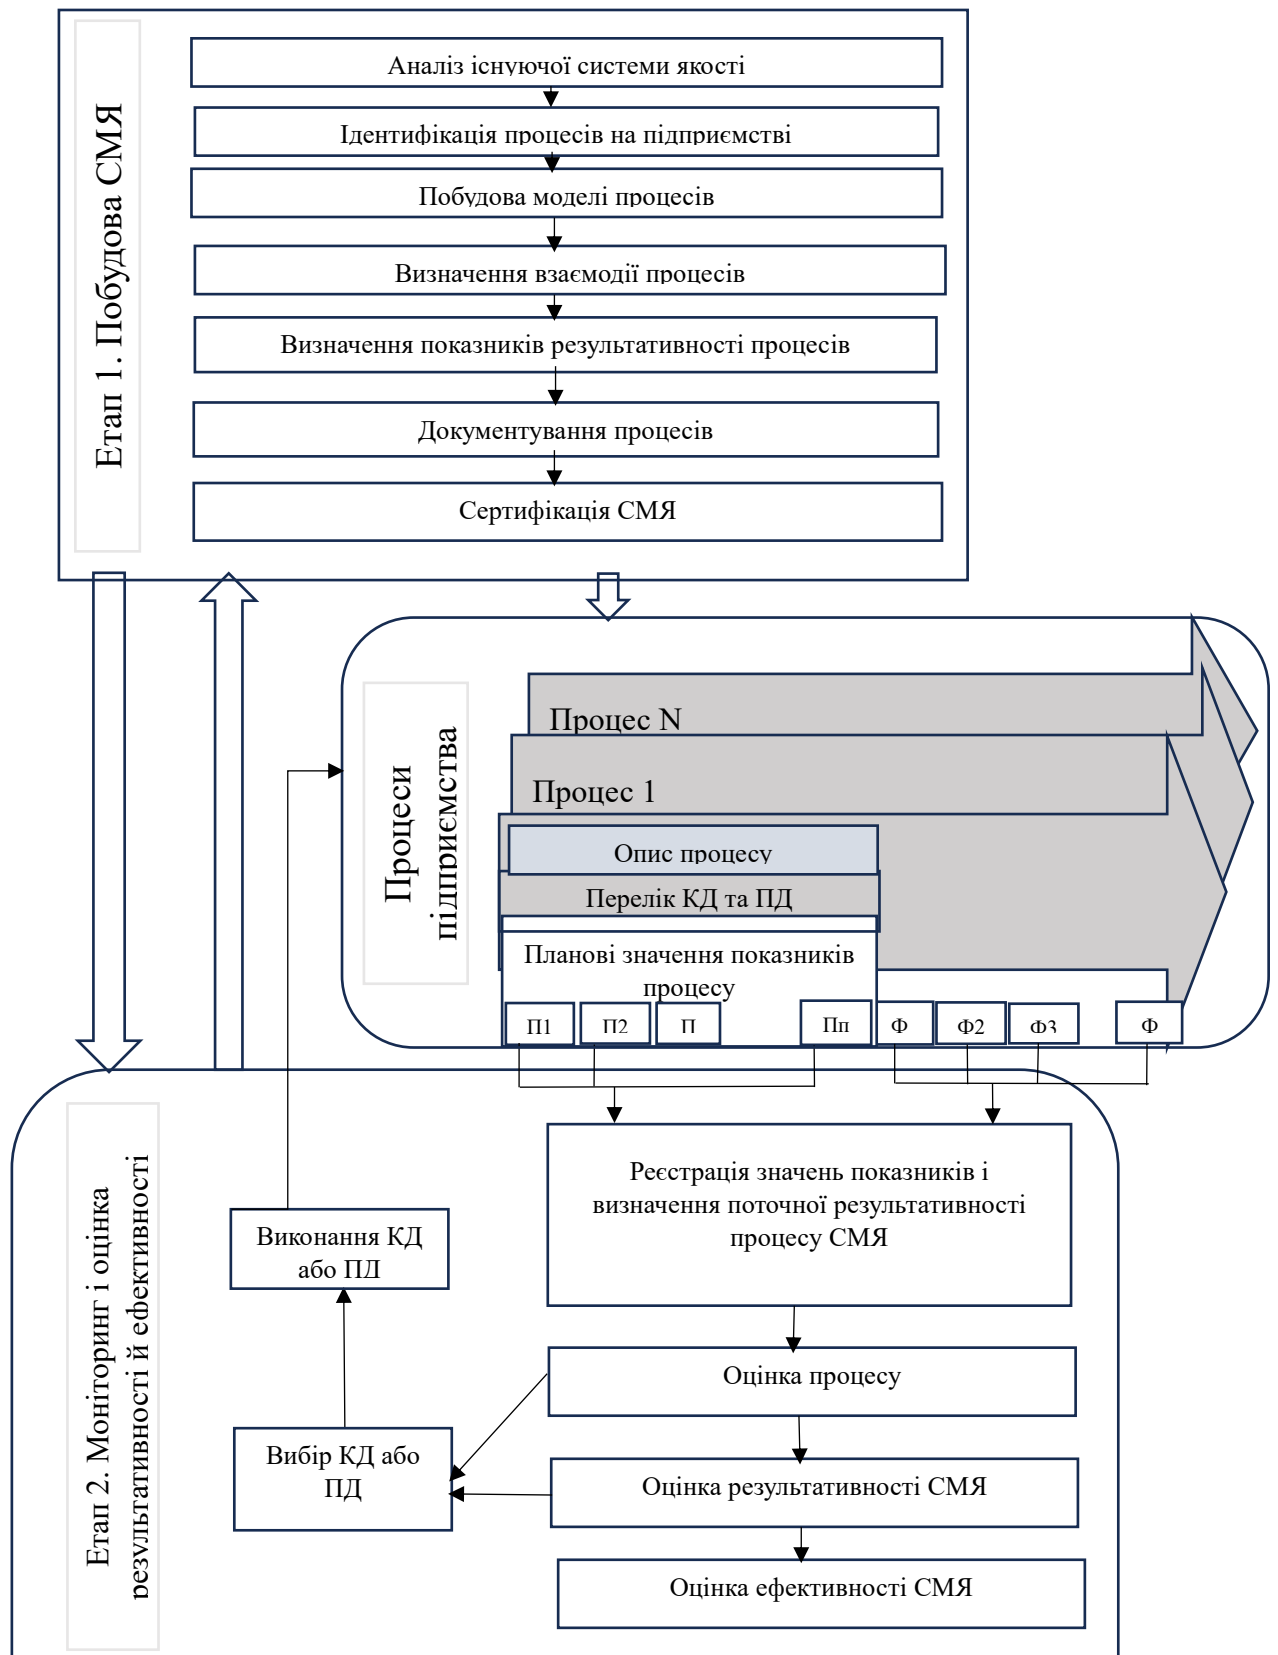 Етап 1. Побудова СМЯ
Аналіз існуючої системи якості
Ідентифікація процесів на підприємстві
Побудова моделі процесів
Визначення взаємодії процесів
Визначення показників результативності процесів
Документування процесів
Сертифікація СМЯ
Процеси
підприємства
Процес N
Процес 1
Опис процесу
Перелік КД та ПД
Планові значення показників
процесу
П1 П2 П Пп Ф Ф2 Ф3 Ф
Етап 2. Моніторинг і оцінка
результативності й ефективності
Реєстрація значень показників і
визначення поточної результативності
процесу СМЯ
Виконання КД
або ПД
Оцінка процесу
Вибір КД або
ПД
Оцінка результативності СМЯ
Оцінка ефективності СМЯ